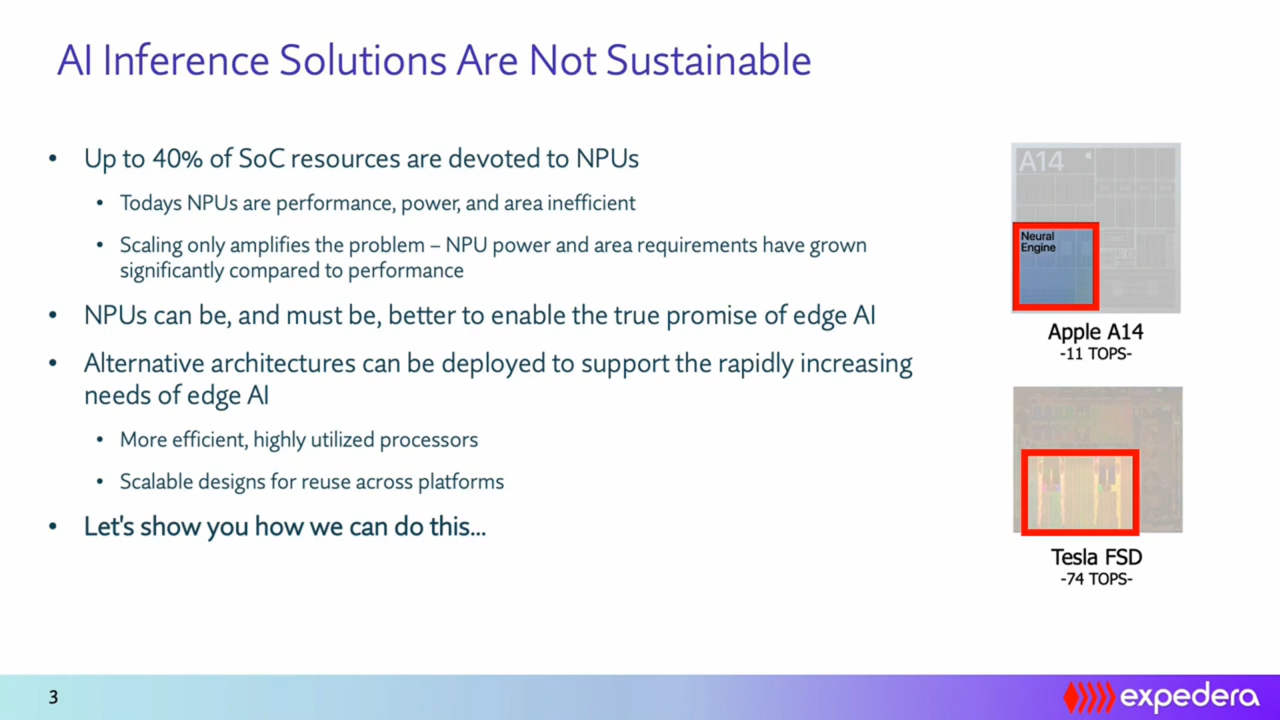 AI Inference Solutions Are Not Sustainable
• Up to 40% of SoC resources are devoted to NPUs
• Todays NPUs are performance, power, and area inefficient
• Scaling only amplifies the problem – NPU power and area requirements have grown
significantly compared to performance
• NPUs can be, and must be, better to enable the true promise of edge AI
• Alternative architectures can be deployed to support the rapidly increasing
needs of edge AI
• More efficient, highly utilized processors
• Scalable designs for reuse across platforms
• Let's show you how we can do this...
A14
Neural
Engine
Apple A14
-11 TOPS-
Tesla FSD
-74 TOPS-
3
expedera